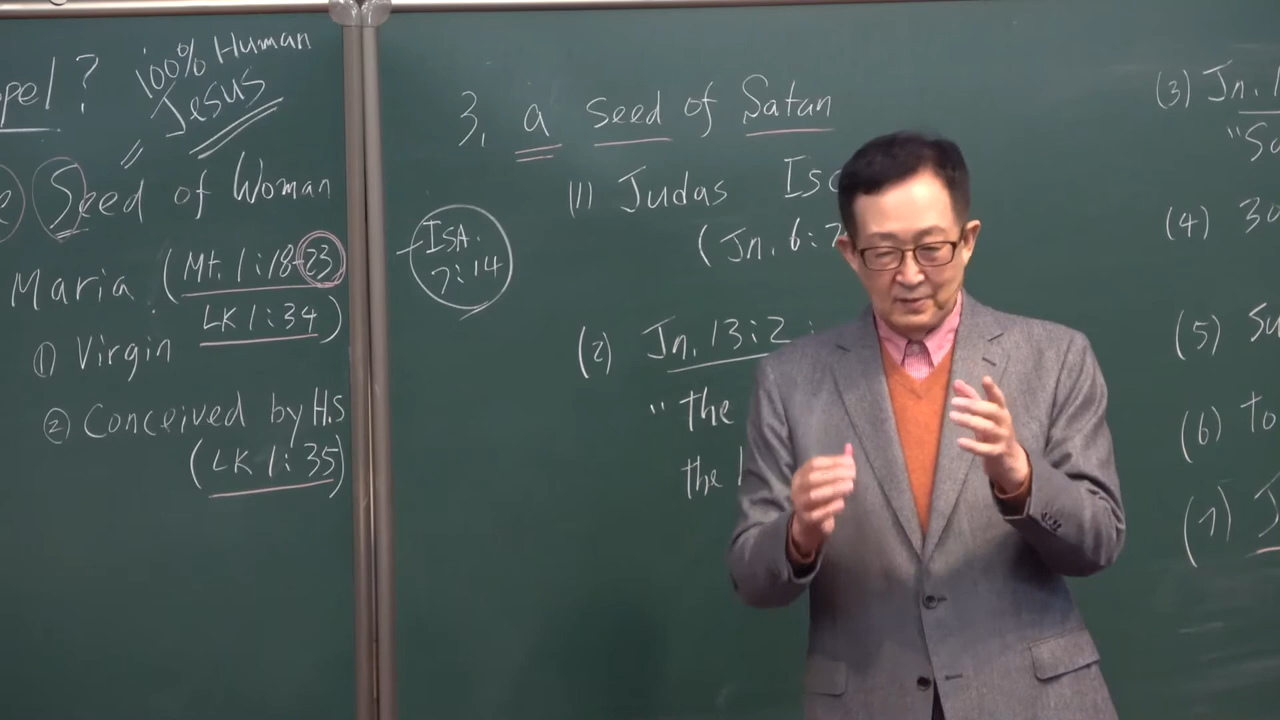 pel?
100% Human
Jesus
Seed of Woman
Maria (Mt. 1:18-23
LK 1:34)
① Virgin
② Conceived by H.S
(LK 1:35)
ISA.
7:14
3, a seed of Satan
(1) Judas Isc
(Jn. 6:
(2) Jn. 13:2:
"the
the
(3) Jn. 1
"
(4) 30
(5) Su
(6) to
(7) J